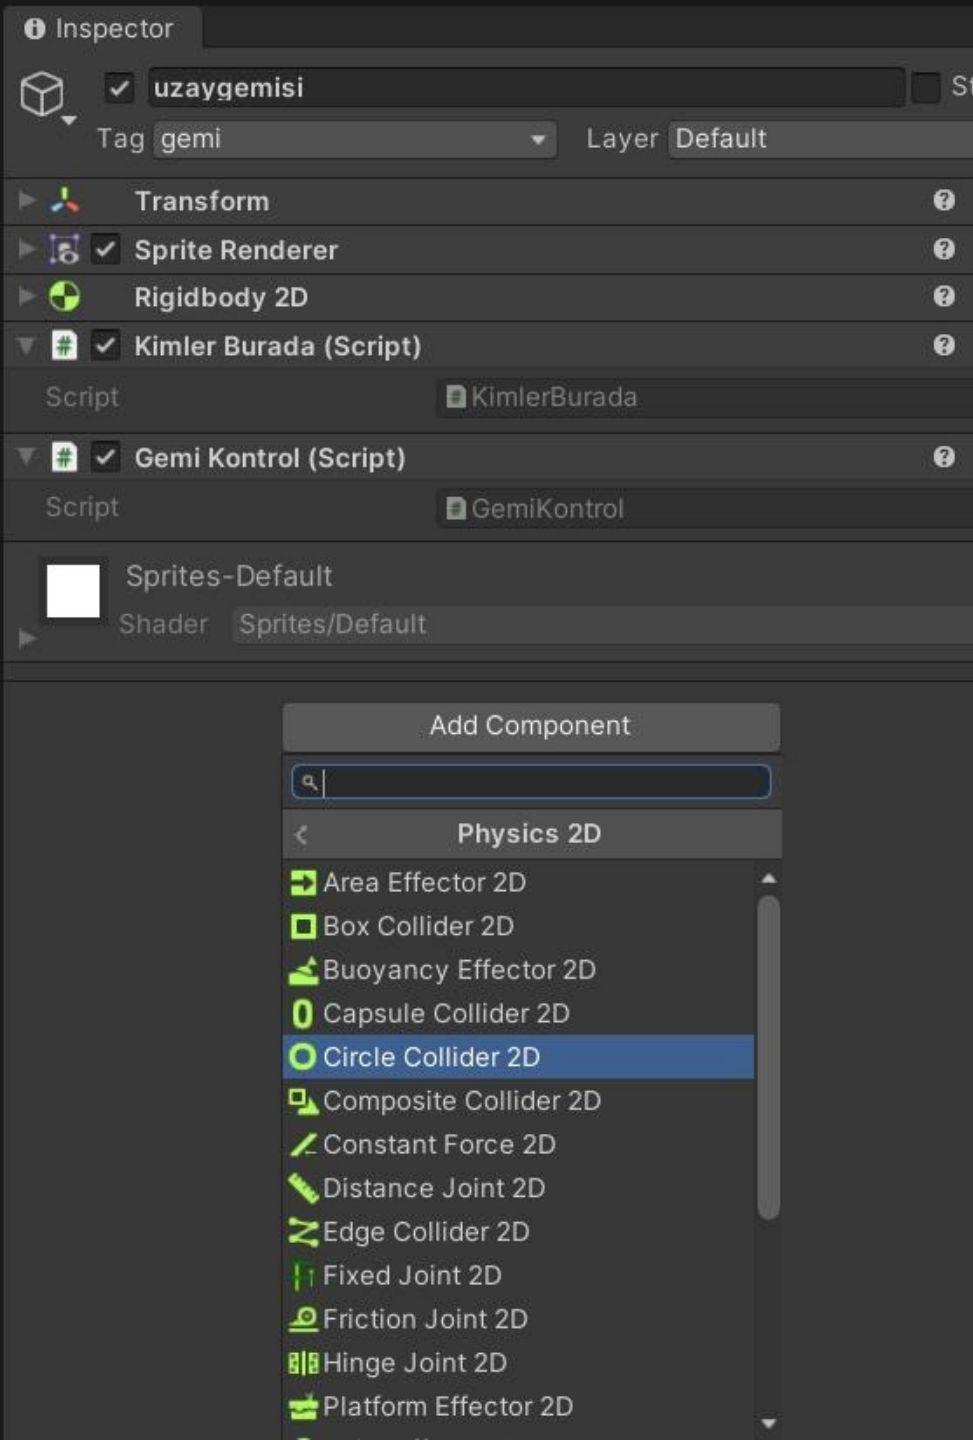 Inspector
uzaygemisi
St
Tag gemi Layer Default
Transform
Sprite Renderer
Rigidbody 2D
# Kimler Burada (Script)
Script # KimlerBurada
# Gemi Kontrol (Script)
Script # GemiKontrol
Sprites-Default
Shader Sprites/Default
Add Component
Physics 2D
Area Effector 2D
Box Collider 2D
Buoyancy Effector 2D
Capsule Collider 2D
Circle Collider 2D
Composite Collider 2D
Constant Force 2D
Distance Joint 2D
Edge Collider 2D
Fixed Joint 2D
Friction Joint 2D
Hinge Joint 2D
Platform Effector 2D